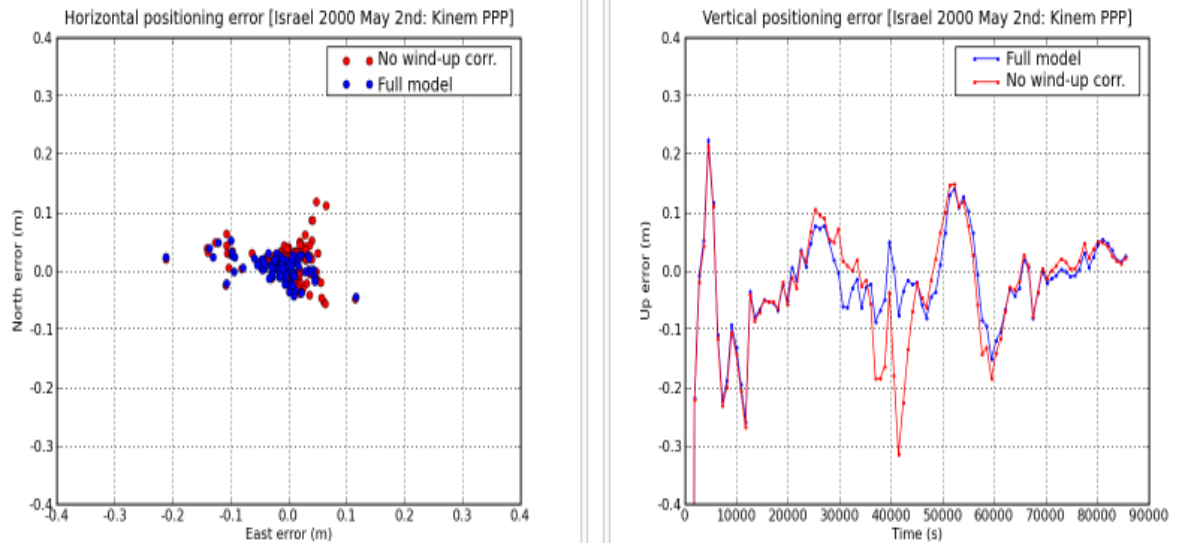 Horizontal positioning error [Israel 2000 May 2nd: Kinem PPP]
0.4
0.3
0.2
0.1
0.0
-0.1
-0.2
-0.3
-0.4
North error (m)
No wind-up corr.
Full model
-0.4 -0.3 -0.2 -0.1 0.0 0.1 0.2 0.3 0.4
East error (m)
Vertical positioning error [Israel 2000 May 2nd: Kinem PPP]
0.4
0.3
0.2
0.1
0.0
-0.1
-0.2
-0.3
-0.4
Up error (m)
Full model
No wind-up corr.
0 10000 20000 30000 40000 50000 60000 70000 80000 90000
Time (s)